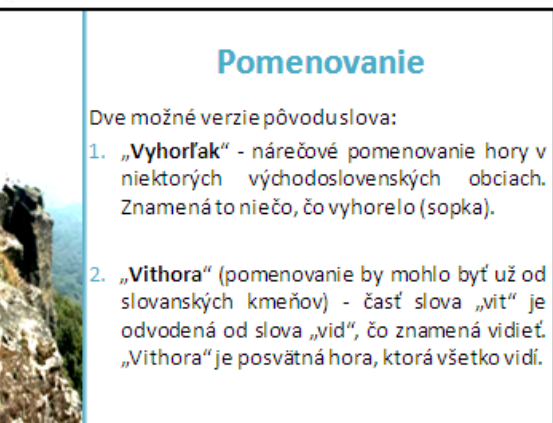 Pomenovanie
Dve možné verzie pôvodu slova:
1. „Vyhorľak“ - nárečové pomenovanie hory v
niektorých východoslovenských obciach.
Znamená to niečo, čo vyhorelo (sopka).
2. „Vithora“ (pomenovanie by mohlo byť už od
slovanských kmeňov) - časť slova „vit“ je
odvodená od slova „vid“, čo znamená vidieť.
„Vithora“ je posvätná hora, ktorá všetko vidí.